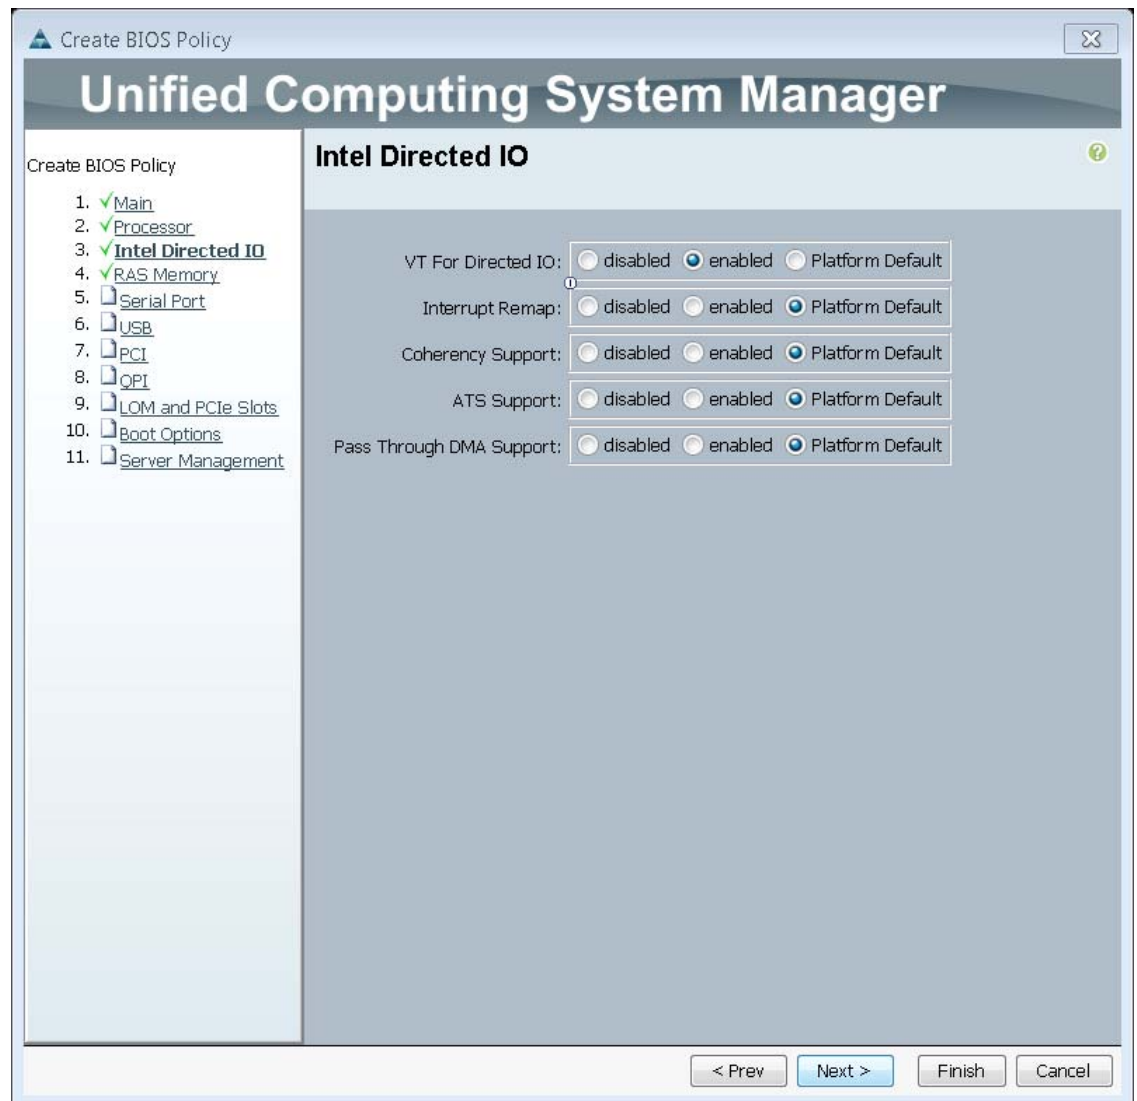 Create BIOS Policy
Unified Computing System Manager
Create BIOS Policy
1. Main
2. Processor
3. Intel Directed IO
4. RAS Memory
5. Serial Port
6. USB
7. PCI
8. QPI
9. LOM and PCIe Slots
10. Boot Options
11. Server Management
Intel Directed IO
VT For Directed IO: disabled enabled Platform Default
Interrupt Remap: disabled enabled Platform Default
Coherency Support: disabled enabled Platform Default
ATS Support: disabled enabled Platform Default
Pass Through DMA Support: disabled enabled Platform Default
< Prev Next > Finish Cancel